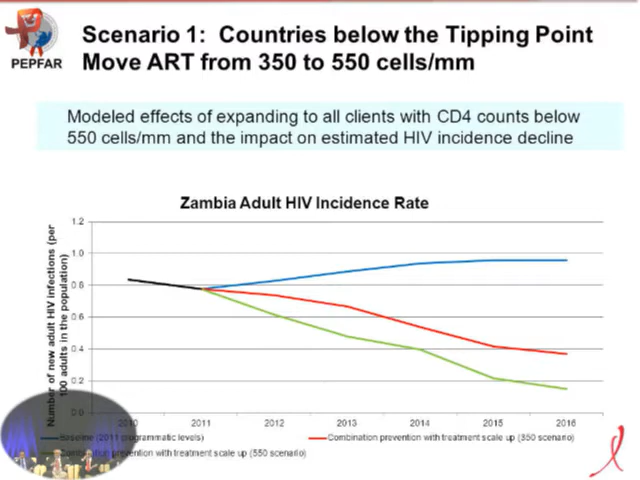 PEPFAR
Scenario 1: Countries below the Tipping Point
Move ART from 350 to 550 cells/mm
Modeled effects of expanding to all clients with CD4 counts below
550 cells/mm and the impact on estimated HIV incidence decline
Zambia Adult HIV Incidence Rate
Number of new adult HIV infections (per
100 adults in the population)
1.2
1.0
0.8
0.6
0.4
0.2
0.0
2010 2011 2012 2013 2014 2015 2016
Baseline (2011 programmatic levels)
Combination prevention with treatment scale up (350 scenario)
Combination prevention with treatment scale up (550 scenario)